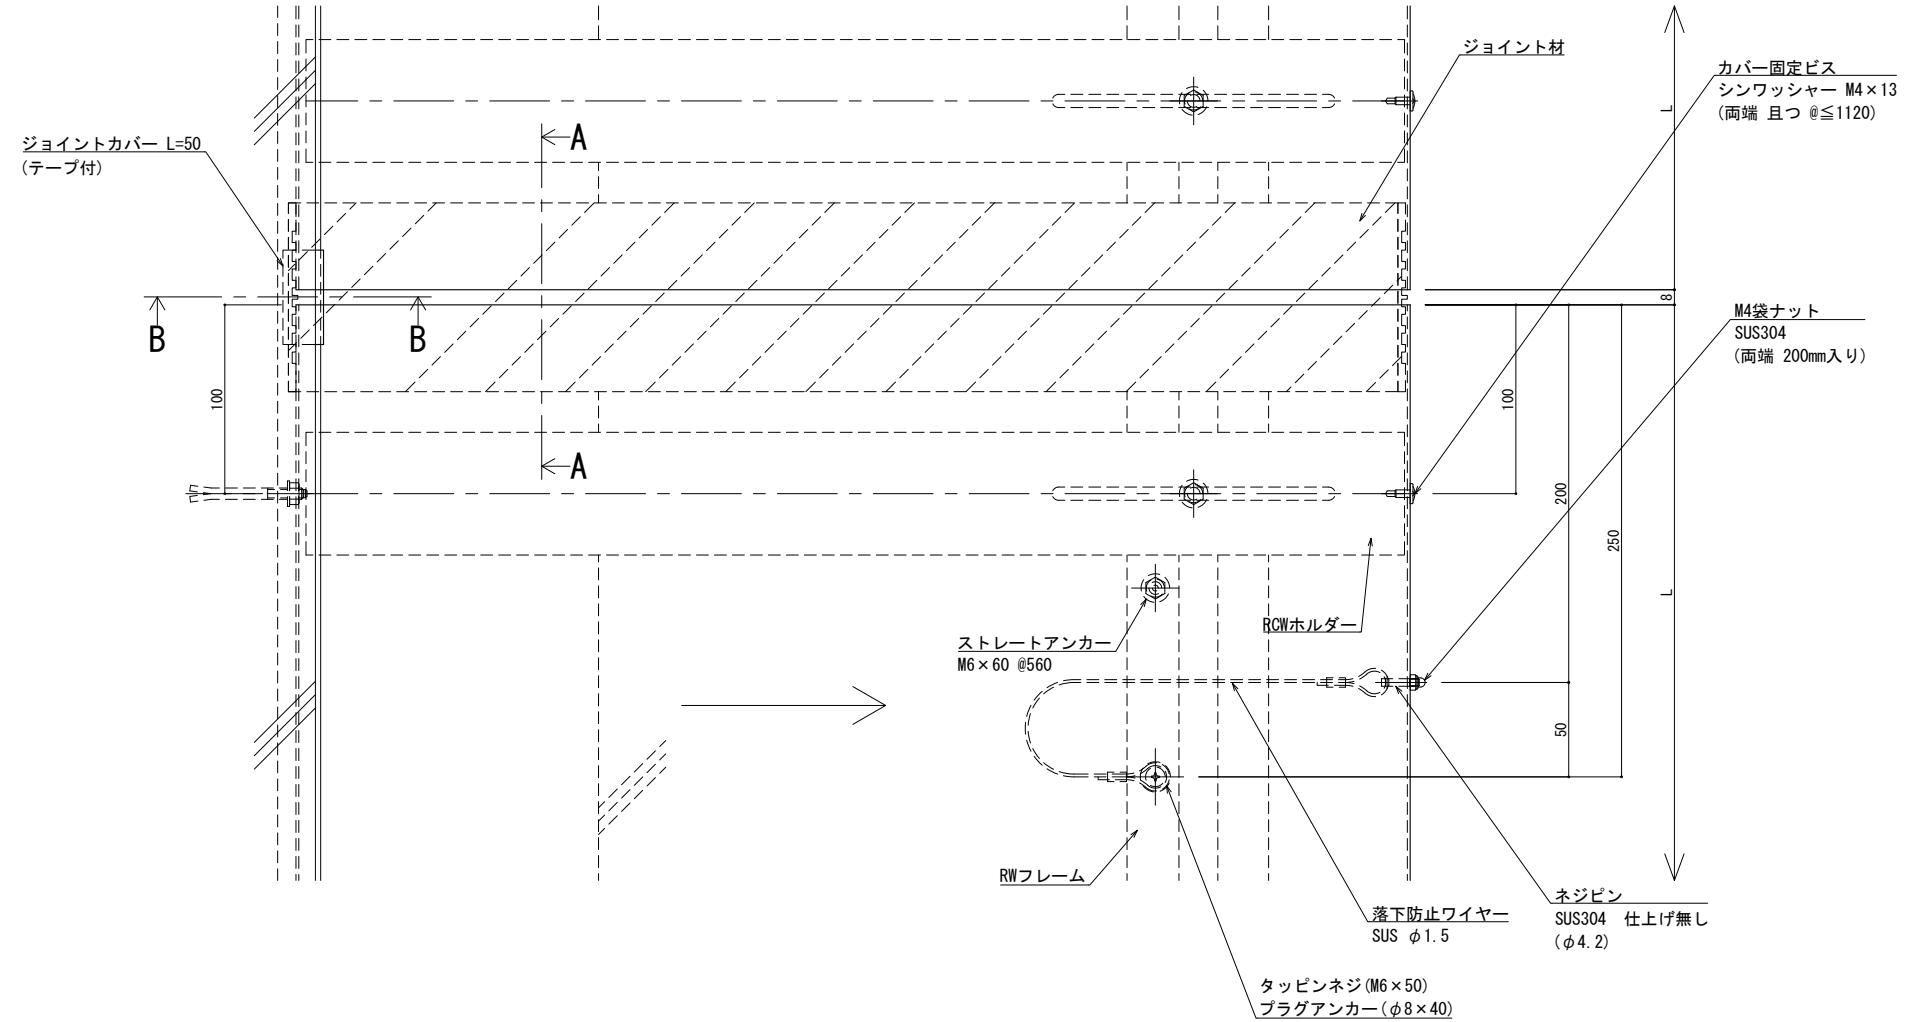 ジョイント材
カバー固定ビス
シンワッシャー M4×13
(両端 且つ @≦1120)
L
ジョイントカバー L=50
(テープ付)
A
B
B
8
M4袋ナット
SUS304
(両端 200mm入り)
100
100
A
200
250
L
ストレートアンカー
M6×60 @560
RCWホルダー
50
RWフレーム
落下防止ワイヤー
SUS φ1.5
ネジピン
SUS304 仕上げ無し
(φ4.2)
タッピンネジ(M6×50)
プラグアンカー(φ8×40)